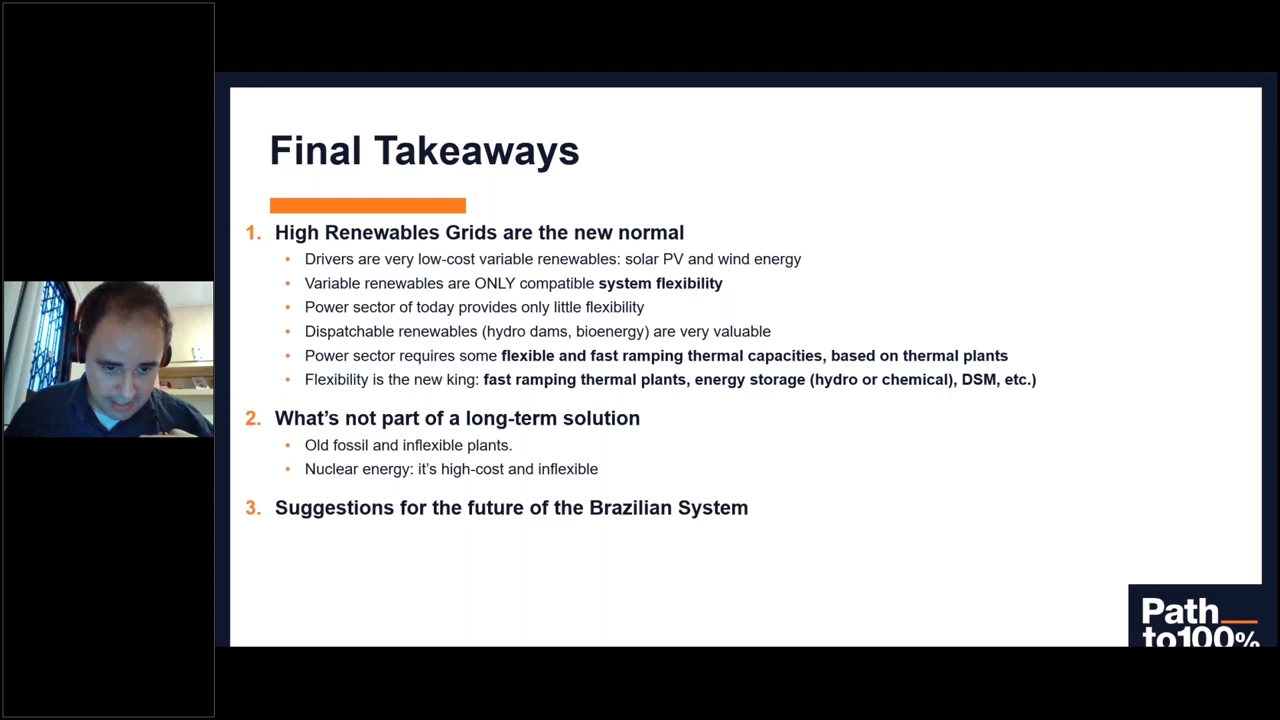 Final Takeaways
1. High Renewables Grids are the new normal
• Drivers are very low-cost variable renewables: solar PV and wind energy
• Variable renewables are ONLY compatible system flexibility
• Power sector of today provides only little flexibility
• Dispatchable renewables (hydro dams, bioenergy) are very valuable
• Power sector requires some flexible and fast ramping thermal capacities, based on thermal plants
• Flexibility is the new king: fast ramping thermal plants, energy storage (hydro or chemical), DSM, etc.)
2. What’s not part of a long-term solution
• Old fossil and inflexible plants.
• Nuclear energy: it’s high-cost and inflexible
3. Suggestions for the future of the Brazilian System
Path
to100%